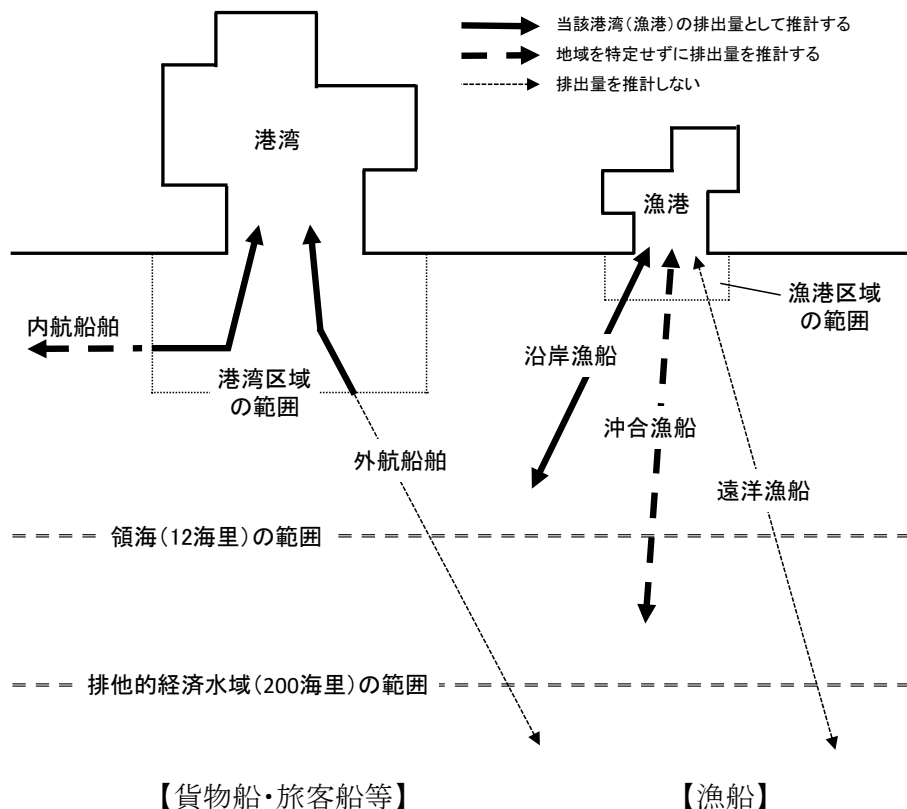 当該港湾(漁港)の排出量として推計する
地域を特定せずに排出量を推計する
排出量を推計しない
港湾
漁港
漁港区域
の範囲
内航船舶
港湾区域
の範囲
沿岸漁船
沖合漁船
外航船舶
遠洋漁船
領海(12海里)の範囲
排他的経済水域(200海里)の範囲
【貨物船・旅客船等】
【漁船】